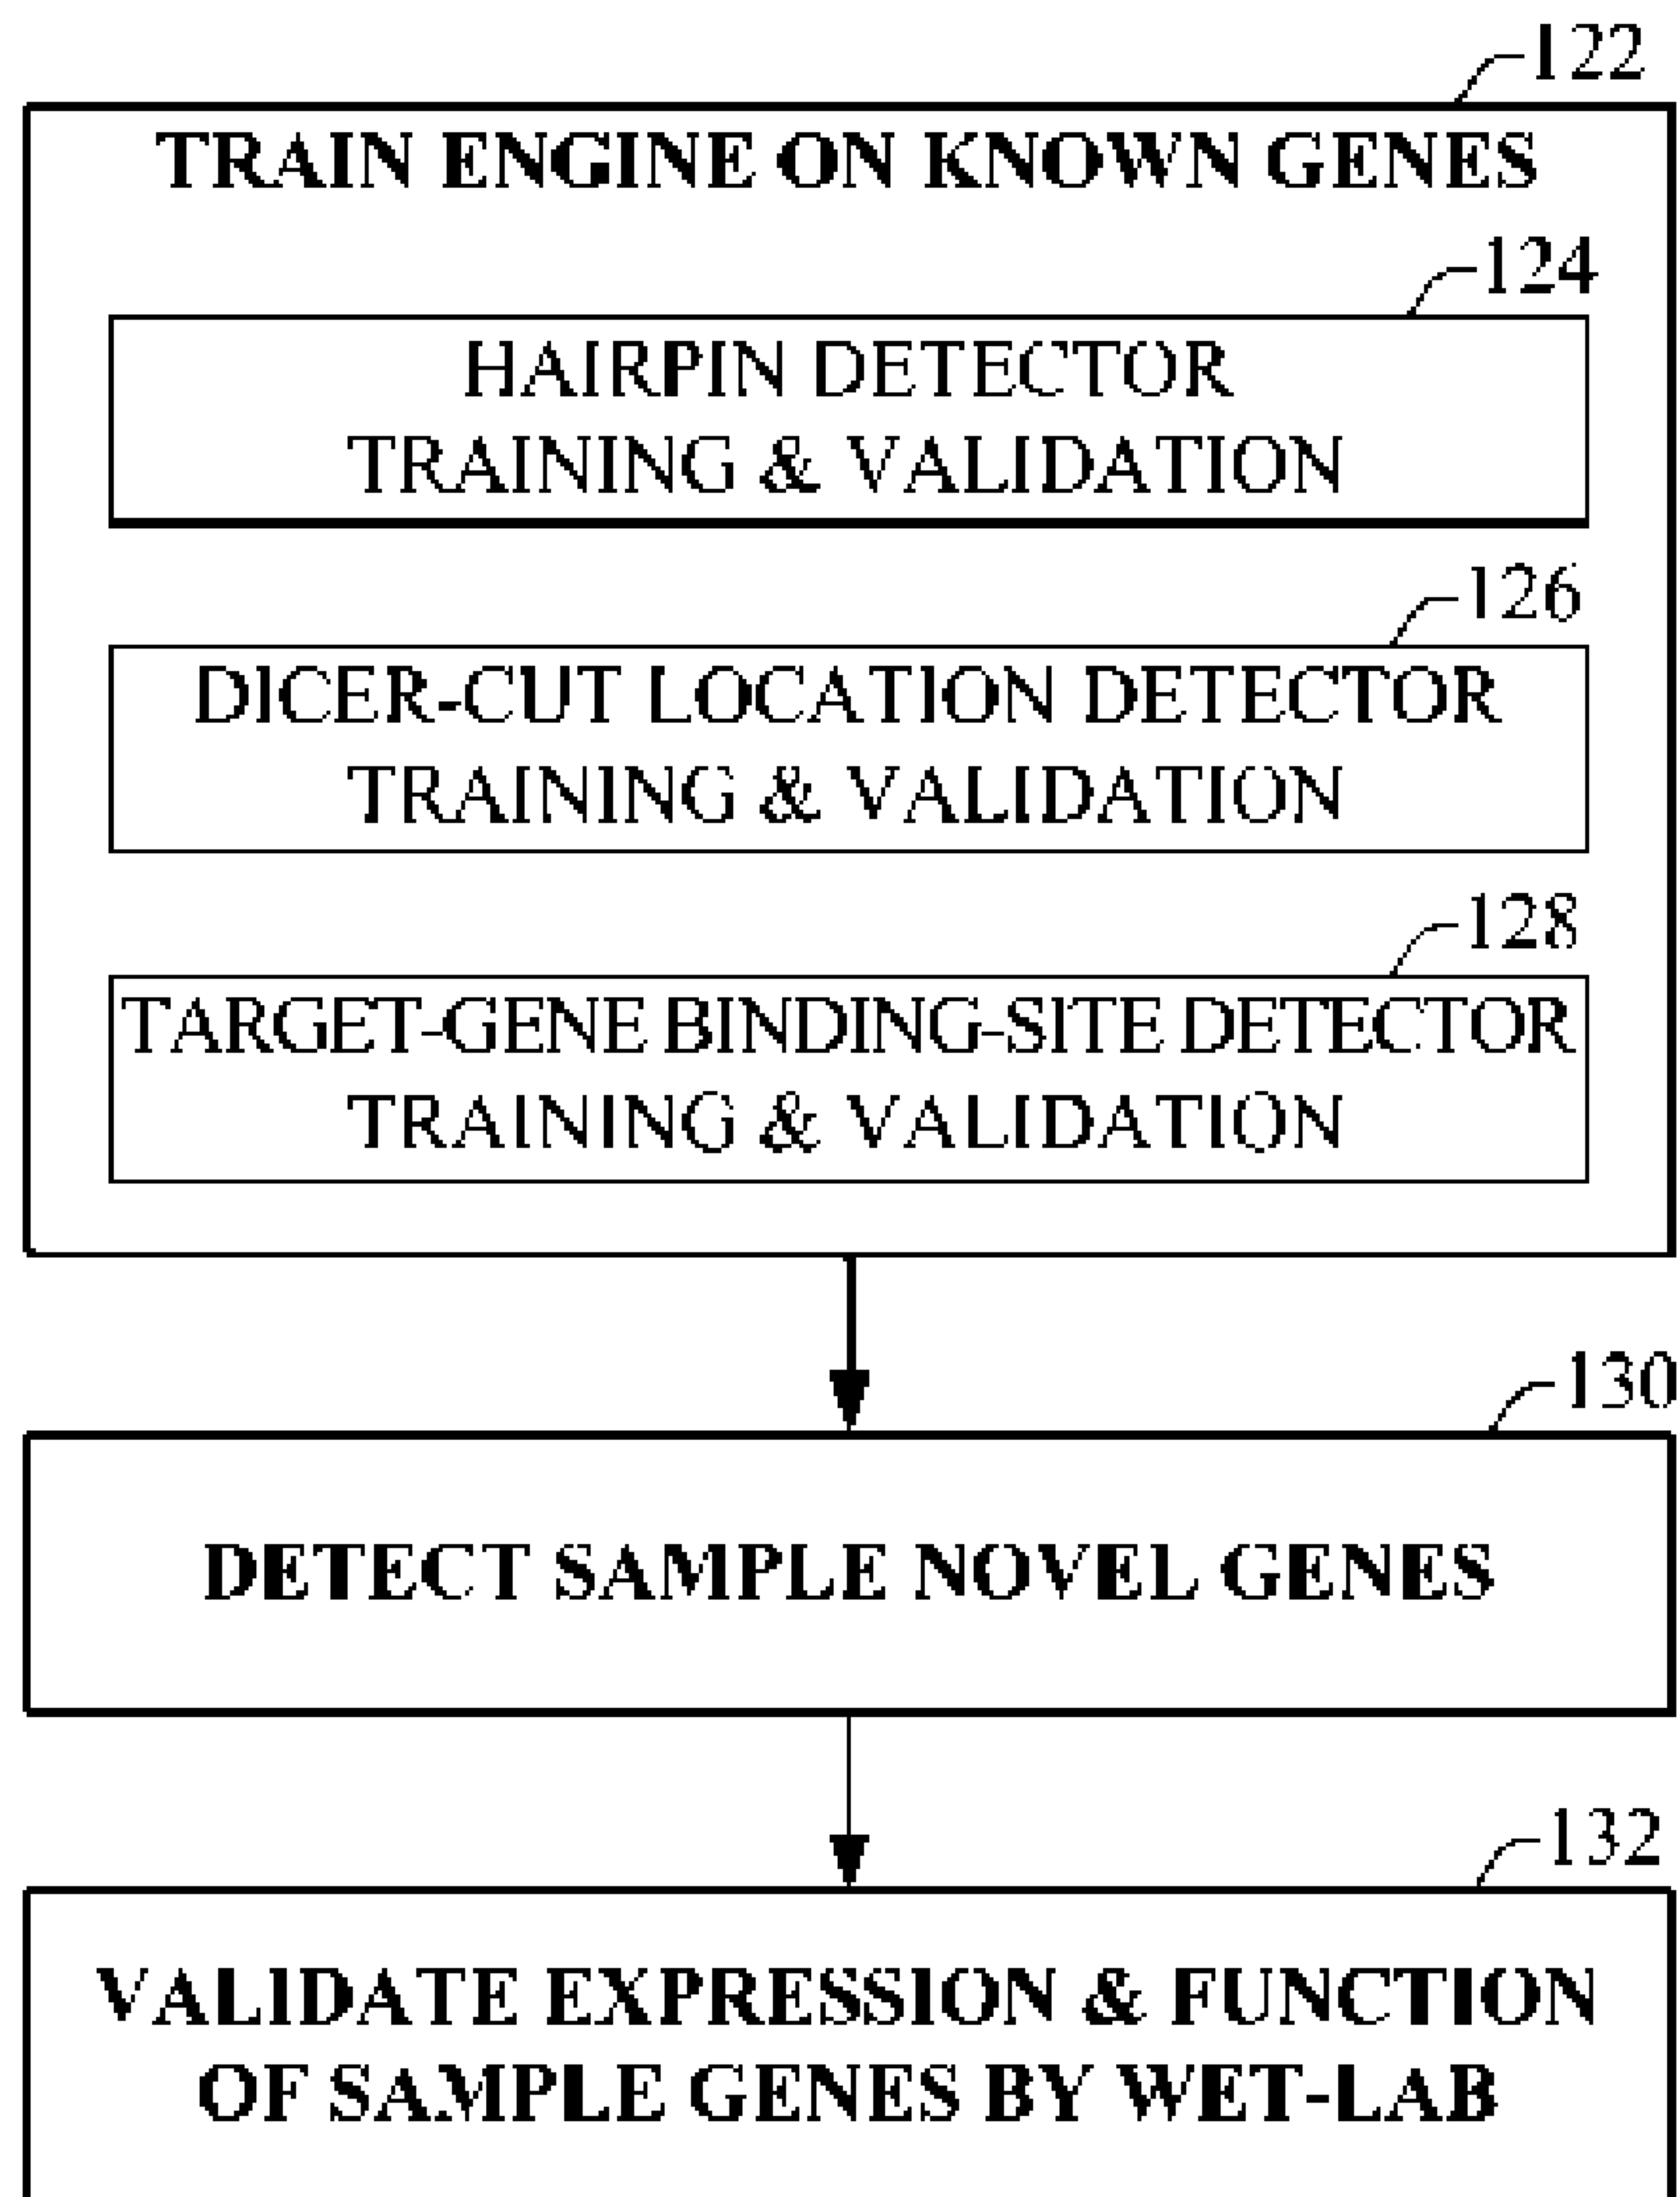 122
TRAIN ENGINE ON KNOWN GENES
124
HAIRPIN DETECTOR
TRAINING & VALIDATION
126
DICER-CUT LOCATION DETECTOR
TRAINING & VALIDATION
128
TARGET-GENE BINDING-SITE DETECTOR
TRAINING & VALIDATION
130
DETECT SAMPLE NOVEL GENES
132
VALIDATE EXPRESSION & FUNCTION
OF SAMPLE GENES BY WET-LAB